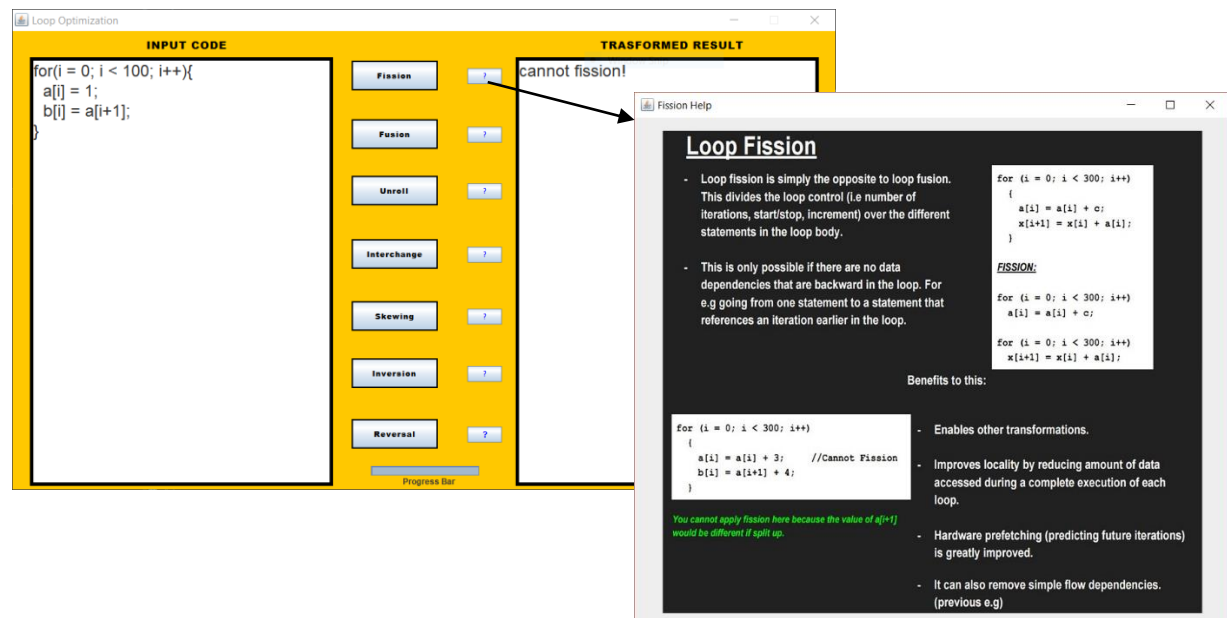 Loop Optimization
INPUT CODE
TRASFORMED RESULT
for(i = 0; i < 100; i++){
a[i] = 1;
b[i] = a[i+1];
}
Fission
?
Fusion
?
Unroll
?
Interchange
?
Skewing
?
Inversion
?
Reversal
?
Progress Bar
cannot fission!
Fission Help
Loop Fission
- Loop fission is simply the opposite to loop fusion.
This divides the loop control (i.e number of
iterations, start/stop, increment) over the different
statements in the loop body.
- This is only possible if there are no data
dependencies that are backward in the loop. For
e.g going from one statement to a statement that
references an iteration earlier in the loop.
for (i = 0; i < 300; i++)
{
a[i] = a[i] + c;
x[i+1] = x[i] + a[i];
}
FISSION:
for (i = 0; i < 300; i++)
a[i] = a[i] + c;
for (i = 0; i < 300; i++)
x[i+1] = x[i] + a[i];
Benefits to this:
for (i = 0; i < 300; i++)
{
a[i] = a[i] + 3; //Cannot Fission
b[i] = a[i+1] + 4;
}
You cannot apply fission here because the value of a[i+1]
would be different if split up.
- Enables other transformations.
- Improves locality by reducing amount of data
accessed during a complete execution of each
loop.
- Hardware prefetching (predicting future iterations)
is greatly improved.
- It can also remove simple flow dependencies.
(previous e.g)